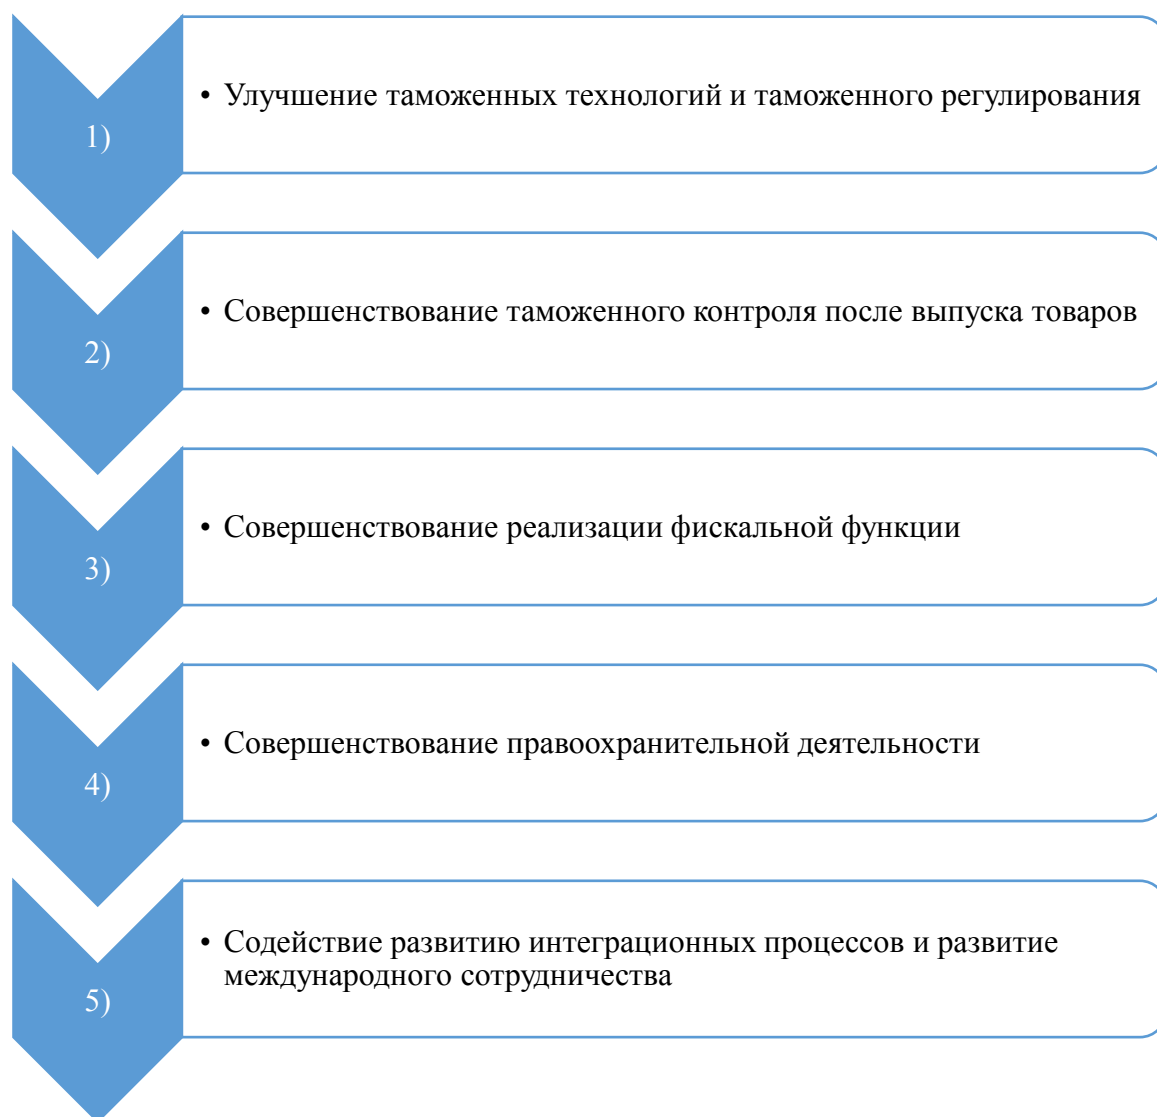 1)
• Улучшение таможенных технологий и таможенного регулирования
2)
• Совершенствование таможенного контроля после выпуска товаров
3)
• Совершенствование реализации фискальной функции
4)
• Совершенствование правоохранительной деятельности
5)
• Содействие развитию интеграционных процессов и развитие
международного сотрудничества